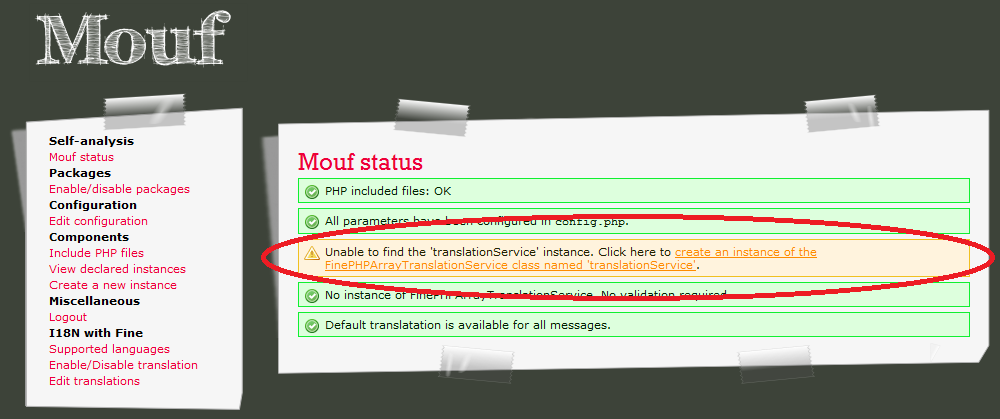 Mouf
Self-analysis
Mouf status
Packages
Enable/disable packages
Configuration
Edit configuration
Components
Include PHP files
View declared instances
Create a new instance
Miscellaneous
Logout
I18N with Fine
Supported languages
Enable/Disable translation
Edit translations
Mouf status
PHP included files: OK
All parameters have been configured in config.php.
Unable to find the 'translationService' instance. Click here to create an instance of the
FinePHPArrayTranslationService class named 'translationService'.
No instance of FinePHPArrayTranslationService. No validation required.
Default translatation is available for all messages.